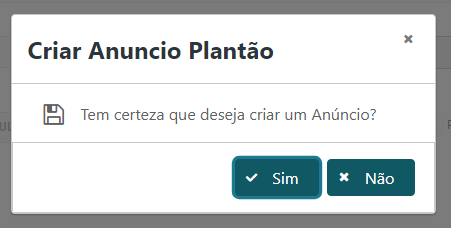 Criar Anuncio Plantão
Tem certeza que deseja criar um Anúncio?
Sim
Não